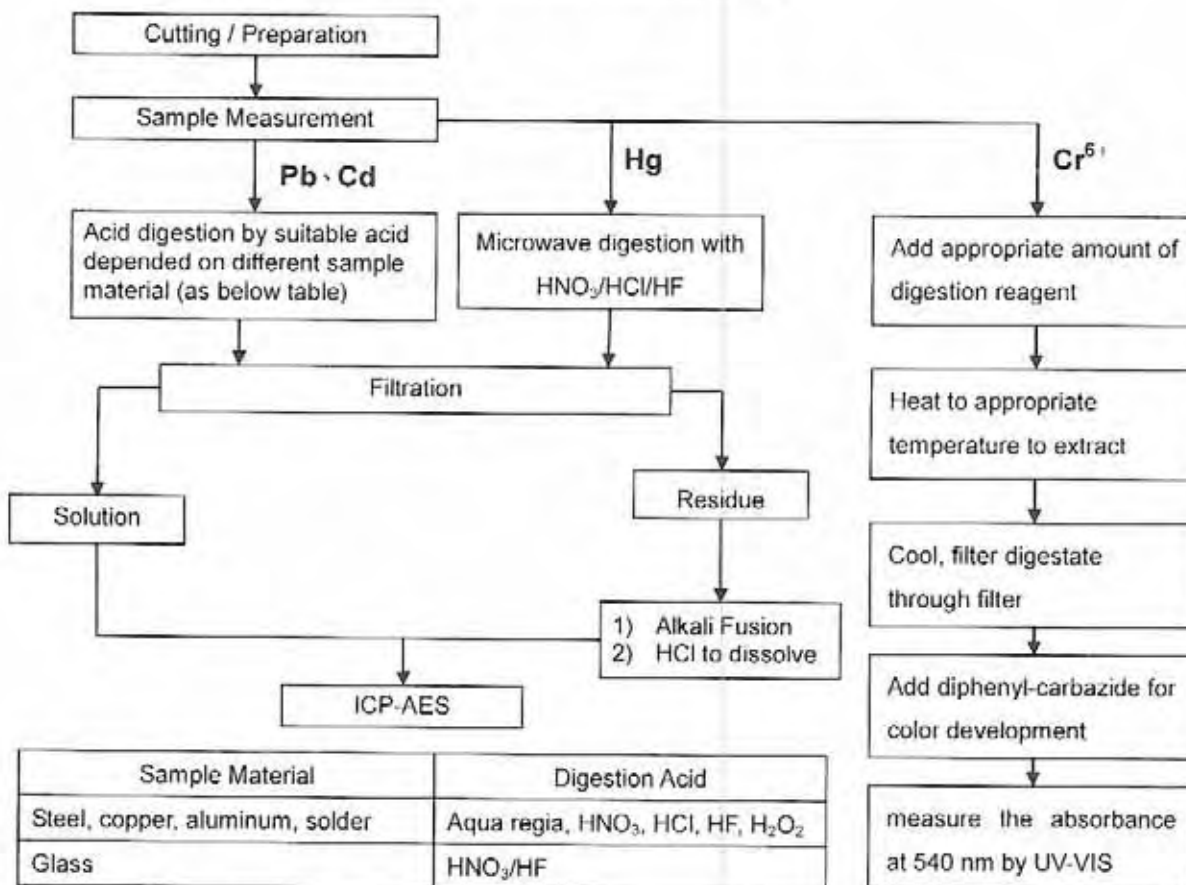 Cutting / Preparation
Sample Measurement
Pb、Cd
Hg
Cr⁶⁺
Acid digestion by suitable acid
depended on different sample
material (as below table)
Microwave digestion with
HNO₃/HCl/HF
Add appropriate amount of
digestion reagent
Filtration
Heat to appropriate
temperature to extract
Solution
Residue
Cool, filter digestate
through filter
1) Alkali Fusion
2) HCl to dissolve
ICP-AES
Add diphenyl-carbazide for
color development
Sample Material Digestion Acid
Steel, copper, aluminum, solder Aqua regia, HNO₃, HCl, HF, H₂O₂
Glass HNO₃/HF
measure the absorbance
at 540 nm by UV-VIS